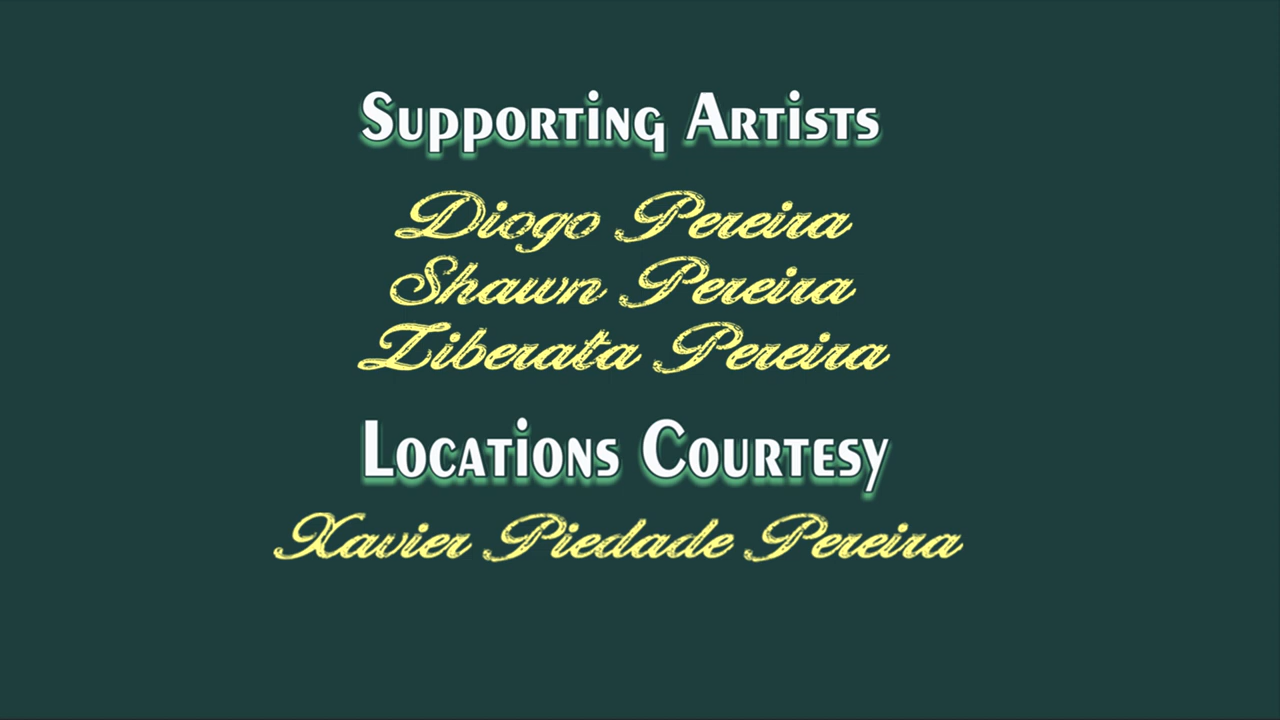 Supporting Artists
Diogo Pereira
Shawn Pereira
Liberata Pereira
Locations Courtesy
Xavier Piedade Pereira